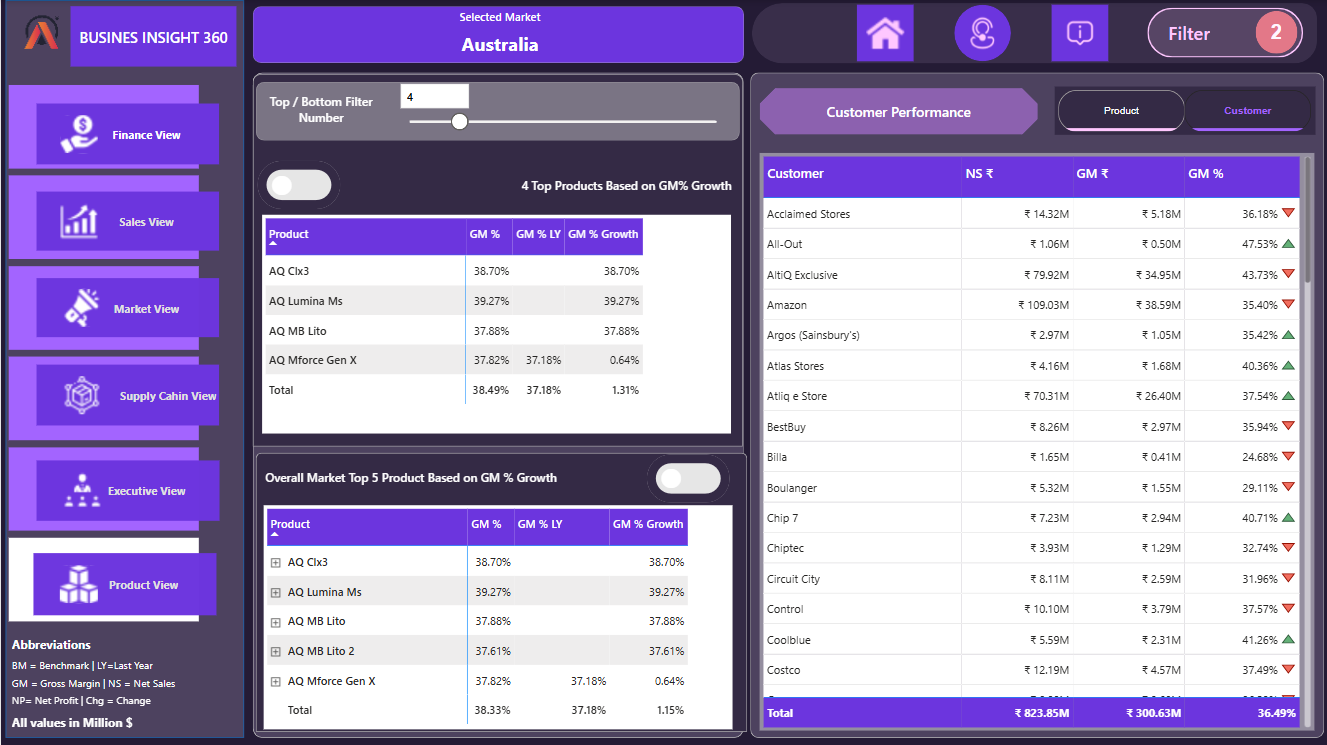 BUSINES INSIGHT 360
Finance View
Sales View
Market View
Supply Cahin View
Executive View
Product View
Abbreviations
BM = Benchmark | LY=Last Year
GM = Gross Margin | NS = Net Sales
NP= Net Profit | Chg = Change
All values in Million $
Selected Market
Australia
Filter 2
Top / Bottom Filter
Number
4
4 Top Products Based on GM% Growth
Product GM % GM % LY GM % Growth
AQ Clx3 38.70% 38.70%
AQ Lumina Ms 39.27% 39.27%
AQ MB Lito 37.88% 37.88%
AQ Mforce Gen X 37.82% 37.18% 0.64%
Total 38.49% 37.18% 1.31%
Overall Market Top 5 Product Based on GM % Growth
Product GM % GM % LY GM % Growth
AQ Clx3 38.70% 38.70%
AQ Lumina Ms 39.27% 39.27%
AQ MB Lito 37.88% 37.88%
AQ MB Lito 2 37.61% 37.61%
AQ Mforce Gen X 37.82% 37.18% 0.64%
Total 38.33% 37.18% 1.15%
Customer Performance
Product Customer
Customer NS ₹ GM ₹ GM %
Acclaimed Stores ₹ 14.32M ₹ 5.18M 36.18%
All-Out ₹ 1.06M ₹ 0.50M 47.53%
AltiQ Exclusive ₹ 79.92M ₹ 34.95M 43.73%
Amazon ₹ 109.03M ₹ 38.59M 35.40%
Argos (Sainsbury's) ₹ 2.97M ₹ 1.05M 35.42%
Atlas Stores ₹ 4.16M ₹ 1.68M 40.36%
Atliq e Store ₹ 70.31M ₹ 26.40M 37.54%
BestBuy ₹ 8.26M ₹ 2.97M 35.94%
Billa ₹ 1.65M ₹ 0.41M 24.68%
Boulanger ₹ 5.32M ₹ 1.55M 29.11%
Chip 7 ₹ 7.23M ₹ 2.94M 40.71%
Chiptec ₹ 3.93M ₹ 1.29M 32.74%
Circuit City ₹ 8.11M ₹ 2.59M 31.96%
Control ₹ 10.10M ₹ 3.79M 37.57%
Coolblue ₹ 5.59M ₹ 2.31M 41.26%
Costco ₹ 12.19M ₹ 4.57M 37.49%
Total ₹ 823.85M ₹ 300.63M 36.49%